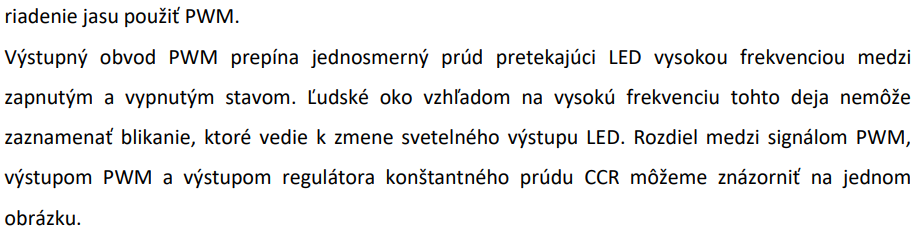 riadenie jasu použiť PWM.
Výstupný obvod PWM prepína jednosmerný prúd pretekajúci LED vysokou frekvenciou medzi
zapnutým a vypnutým stavom. Ľudské oko vzhľadom na vysokú frekvenciu tohto deja nemôže
zaznamenať blikanie, ktoré vedie k zmene svetelného výstupu LED. Rozdiel medzi signálom PWM,
výstupom PWM a výstupom regulátora konštantného prúdu CCR môžeme znázorniť na jednom
obrázku.